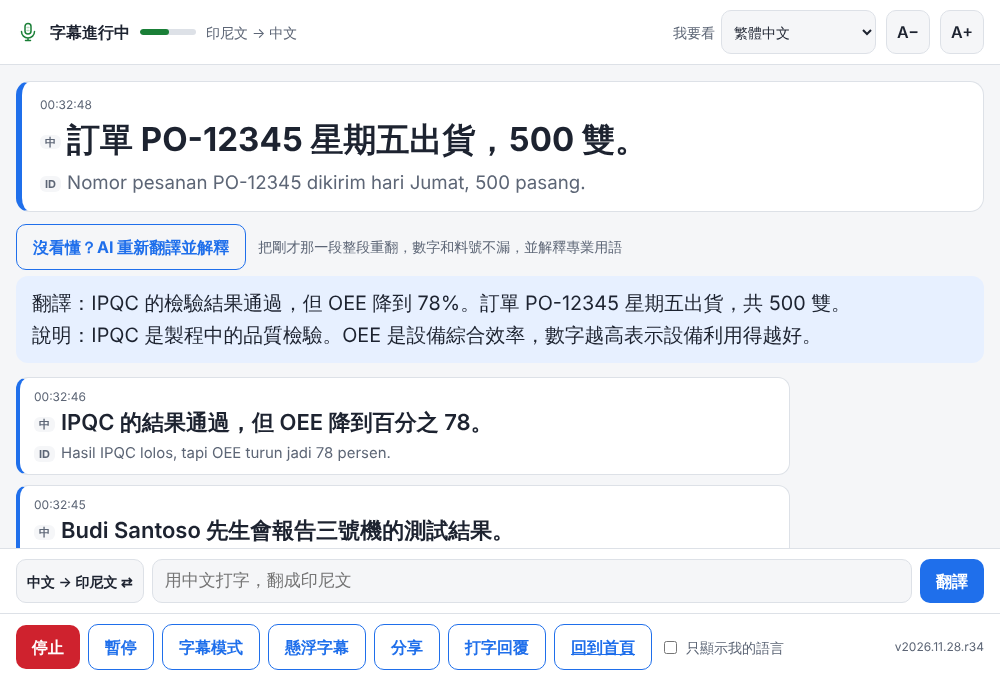 字幕進行中 印尼文 → 中文 我要看 繁體中文 A− A+
00:32:48
中 訂單 PO-12345 星期五出貨，500 雙。
ID Nomor pesanan PO-12345 dikirim hari Jumat, 500 pasang.
沒看懂？AI 重新翻譯並解釋 把剛才那一段整段重翻，數字和料號不漏，並解釋專業用語
翻譯：IPQC 的檢驗結果通過，但 OEE 降到 78%。訂單 PO-12345 星期五出貨，共 500 雙。
說明：IPQC 是製程中的品質檢驗。OEE 是設備綜合效率，數字越高表示設備利用得越好。
00:32:46
中 IPQC 的結果通過，但 OEE 降到百分之 78。
ID Hasil IPQC lolos, tapi OEE turun jadi 78 persen.
00:32:45
中 Budi Santoso 先生會報告三號機的測試結果。
中文 → 印尼文 ⇄ 用中文打字，翻成印尼文 翻譯
停止 暫停 字幕模式 懸浮字幕 分享 打字回覆 回到首頁 只顯示我的語言 v2026.11.28.r34